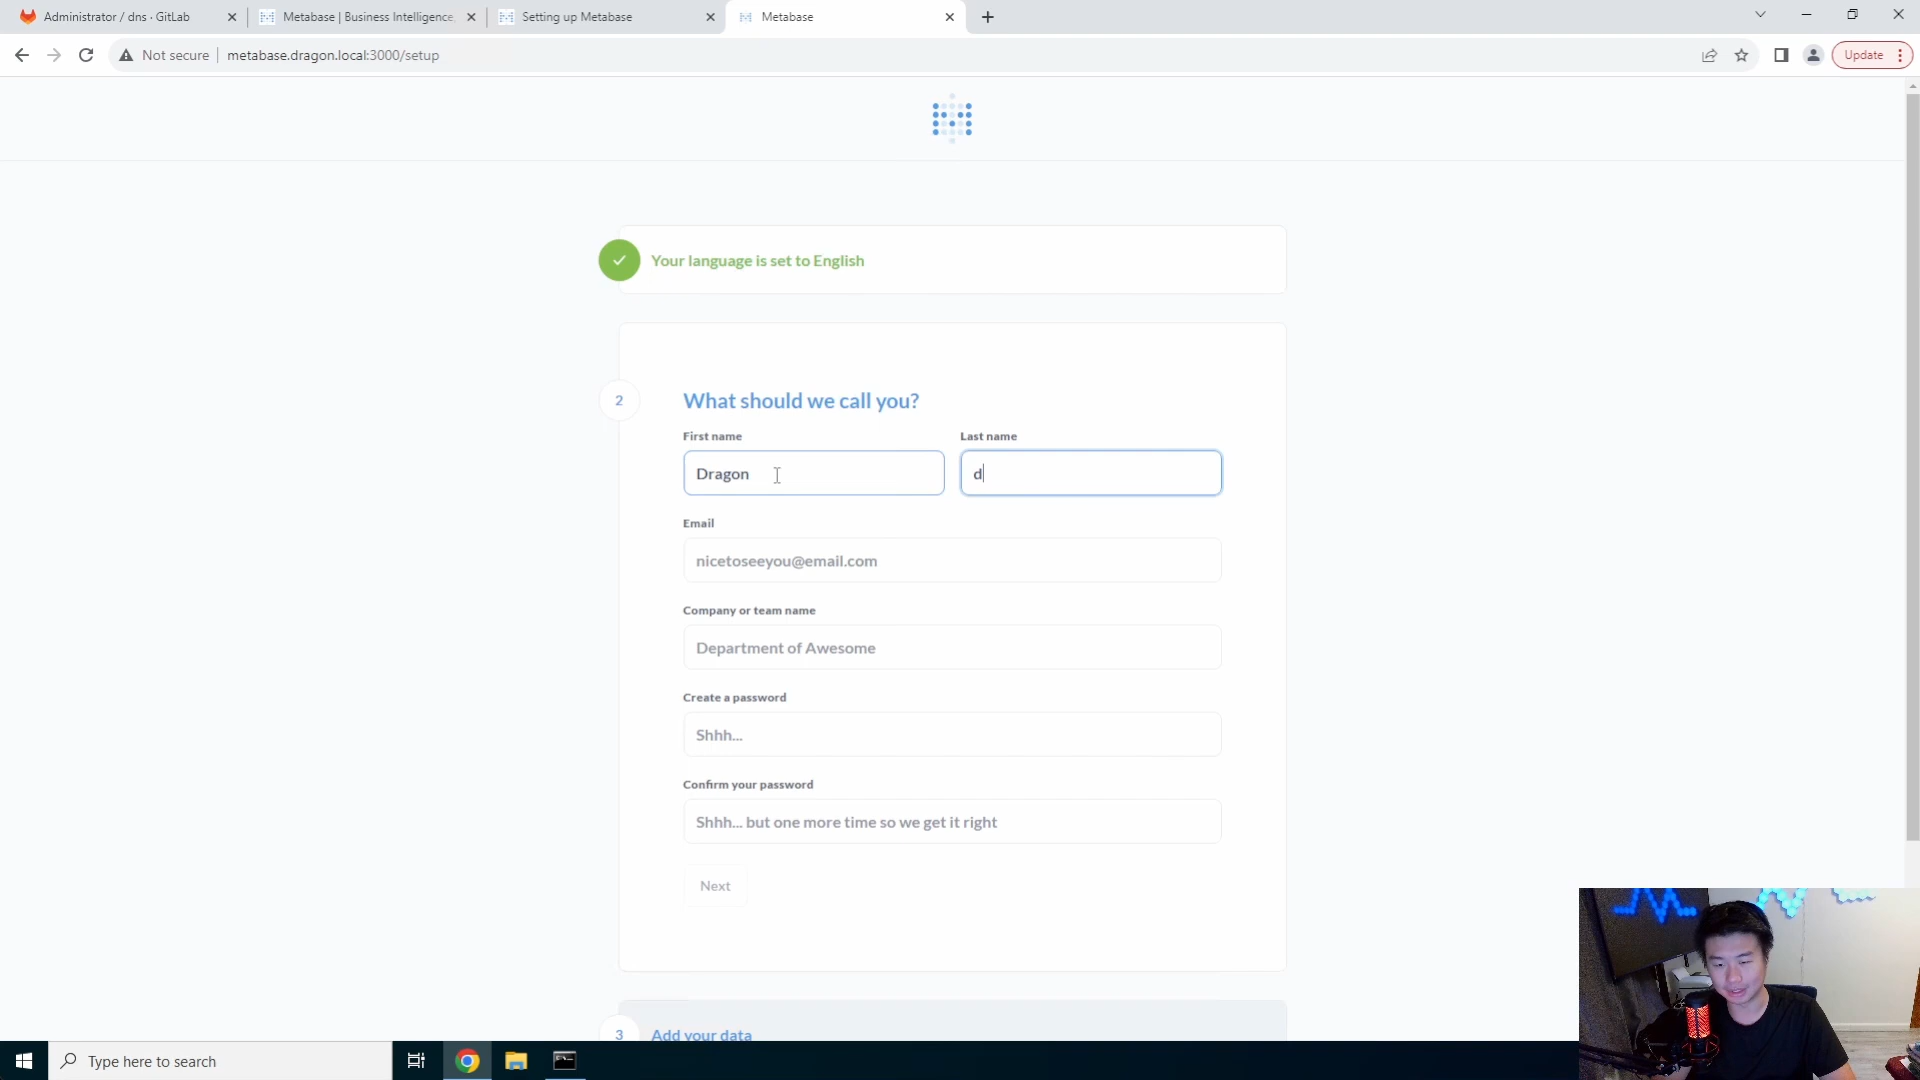 Administrator / dns · GitLab
Metabase | Business Intelligence,
Setting up Metabase
Metabase
Not secure
metabase.dragon.local:3000/setup
Update
Your language is set to English
2
What should we call you?
First name
Last name
Dragon
d
Email
nicetoseeyou@email.com
Company or team name
Department of Awesome
Create a password
Shhh...
Confirm your password
Shhh... but one more time so we get it right
Next
3
Add your data
Type here to search